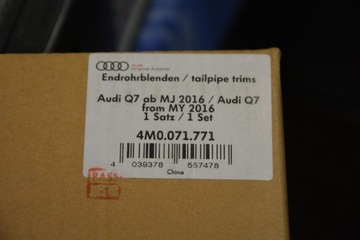 Audi
Endrohrblenden / tailpipe trims
Audi Q7 ab MJ 2016 / Audi Q7
from MY 2016
1 Satz / 1 Set
4M0.071.771
4 039378 557478
China